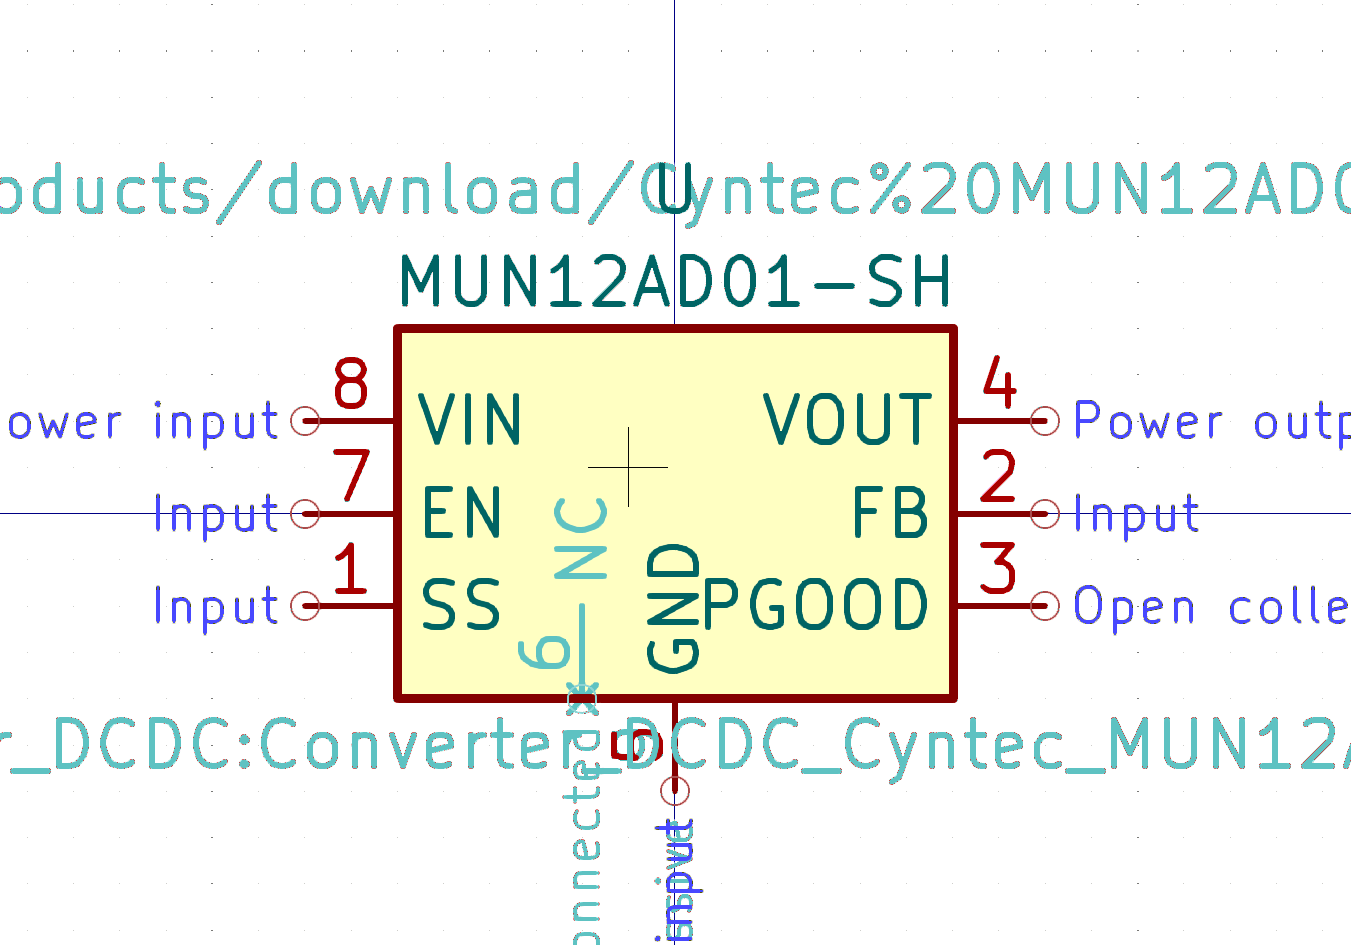 oducts/download/Cyntec%20MUN12AD0
U
MUN12AD01-SH
8 4
ower input VIN VOUT Power outp
7 2
Input EN FB Input
1 3
Input SS PGOOD Open colle
NC
6
GND
r_DCDC:Converter_DCDC_Cyntec_MUN12A
5
onnected
input